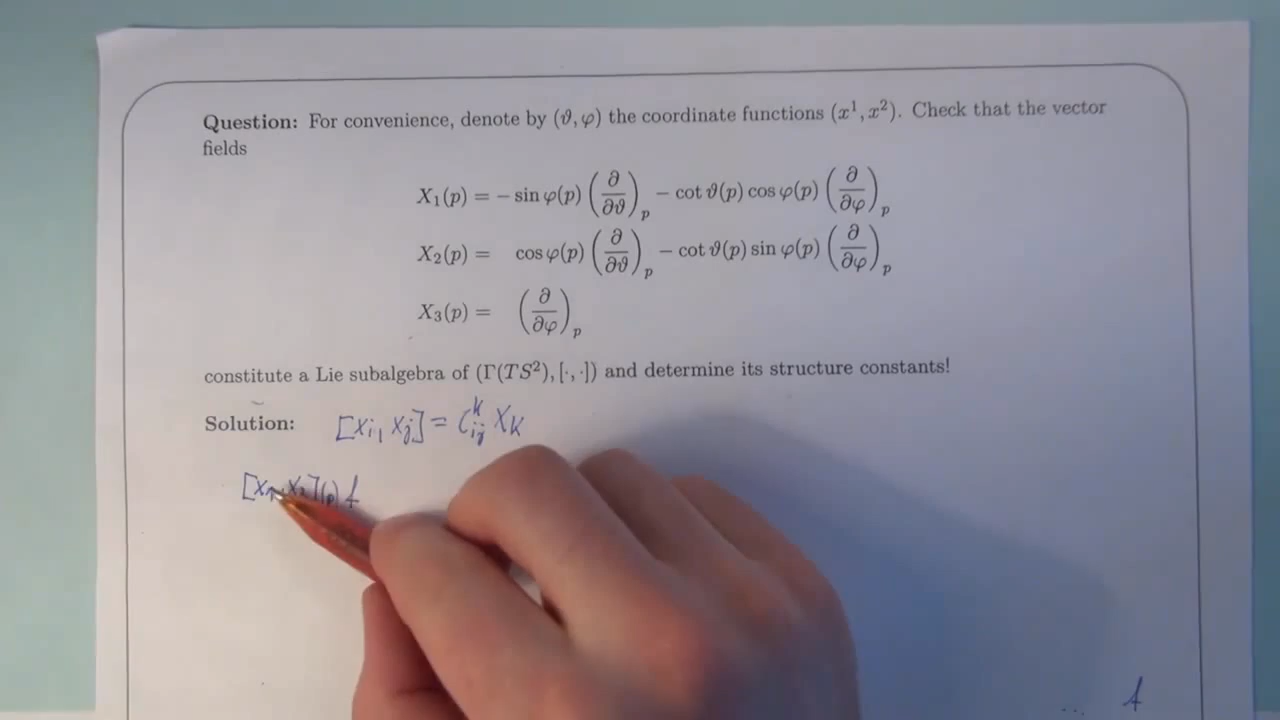 Question: For convenience, denote by (ϑ, φ) the coordinate functions (x¹, x²). Check that the vector
fields
X₁(p) = − sin φ(p) (∂/∂ϑ)ₚ − cot ϑ(p) cos φ(p) (∂/∂φ)ₚ
X₂(p) = cos φ(p) (∂/∂ϑ)ₚ − cot ϑ(p) sin φ(p) (∂/∂φ)ₚ
X₃(p) = (∂/∂φ)ₚ
constitute a Lie subalgebra of (Γ(TS²), [·, ·]) and determine its structure constants!
Solution: [Xᵢ, Xⱼ] = Cᵏᵢⱼ Xₖ
[X₁, X₂](p) f
... f